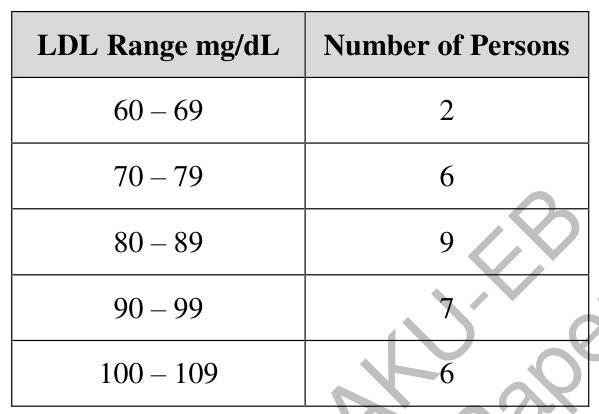 LDL Range mg/dL Number of Persons
60 – 69 2
70 – 79 6
80 – 89 9
90 – 99 7
100 – 109 6
AKU-EB